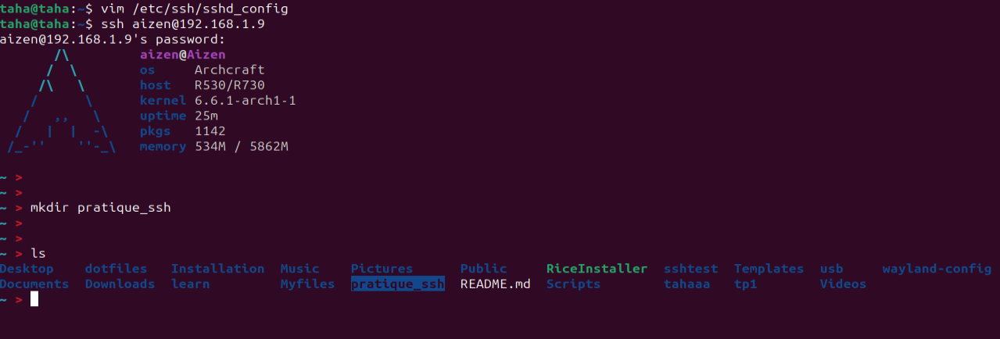 taha@taha:~$ vim /etc/ssh/sshd_config
taha@taha:~$ ssh aizen@192.168.1.9
aizen@192.168.1.9's password:
       /\         aizen@Aizen
      /  \        os     Archcraft
     /\   \       host   R530/R730
    /      \      kernel 6.6.1-arch1-1
   /   ,,   \     uptime 25m
  /   |  |  -\    pkgs   1142
 /_-''    ''-_\   memory 534M / 5862M

~ >
~ >
~ > mkdir pratique_ssh
~ >
~ >
~ > ls
Desktop    dotfiles   Installation  Music    Pictures      Public     RiceInstaller  sshtest  Templates  usb     wayland-config
Documents  Downloads  learn         Myfiles  pratique_ssh  README.md  Scripts        tahaaa   tp1        Videos
~ >